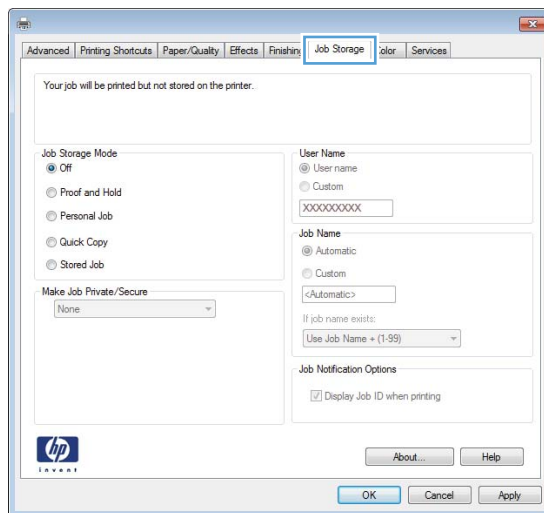 Advanced
Printing Shortcuts
Paper/Quality
Effects
Finishing
Job Storage
Color
Services
Your job will be printed but not stored on the printer.
Job Storage Mode
Off
Proof and Hold
Personal Job
Quick Copy
Stored Job
Make Job Private/Secure
None
User Name
User name
Custom
XXXXXXXXX
Job Name
Automatic
Custom
<Automatic>
If job name exists:
Use Job Name + (1-99)
Job Notification Options
Display Job ID when printing
hp
invent
About...
Help
OK
Cancel
Apply